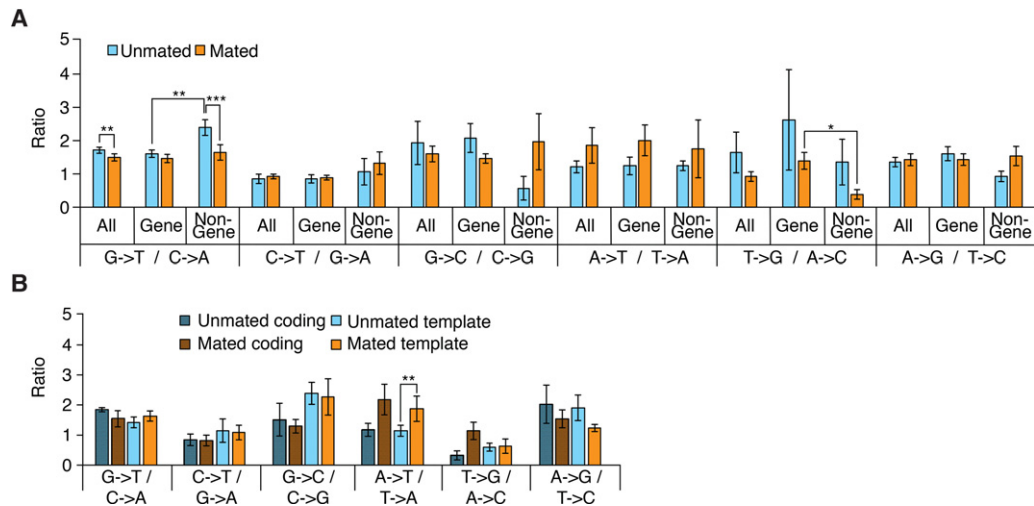 A
5
Unmated Mated
4
** ***
3
**
2
*
1
0
Ratio
All Gene Non-Gene All Gene Non-Gene All Gene Non-Gene All Gene Non-Gene All Gene Non-Gene All Gene Non-Gene
G->T / C->A C->T / G->A G->C / C->G A->T / T->A T->G / A->C A->G / T->C
B
5
Unmated coding Unmated template
Mated coding Mated template
4
3
**
2
1
0
Ratio
G->T / C->T / G->C / A->T / T->G / A->G /
C->A G->A C->G T->A A->C T->C